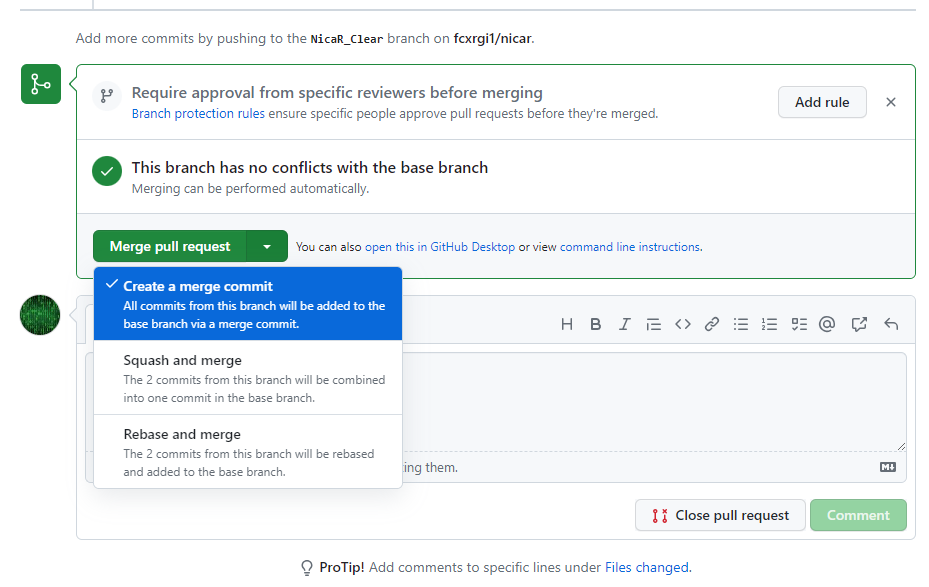 Add more commits by pushing to the NicaR_Clear branch on fcxrgi1/nicar.
Require approval from specific reviewers before merging
Branch protection rules ensure specific people approve pull requests before they're merged.
Add rule
This branch has no conflicts with the base branch
Merging can be performed automatically.
Merge pull request
You can also open this in GitHub Desktop or view command line instructions.
Create a merge commit
All commits from this branch will be added to the
base branch via a merge commit.
Squash and merge
The 2 commits from this branch will be combined
into one commit in the base branch.
Rebase and merge
The 2 commits from this branch will be rebased
and added to the base branch.
them.
Close pull request
Comment
ProTip! Add comments to specific lines under Files changed.